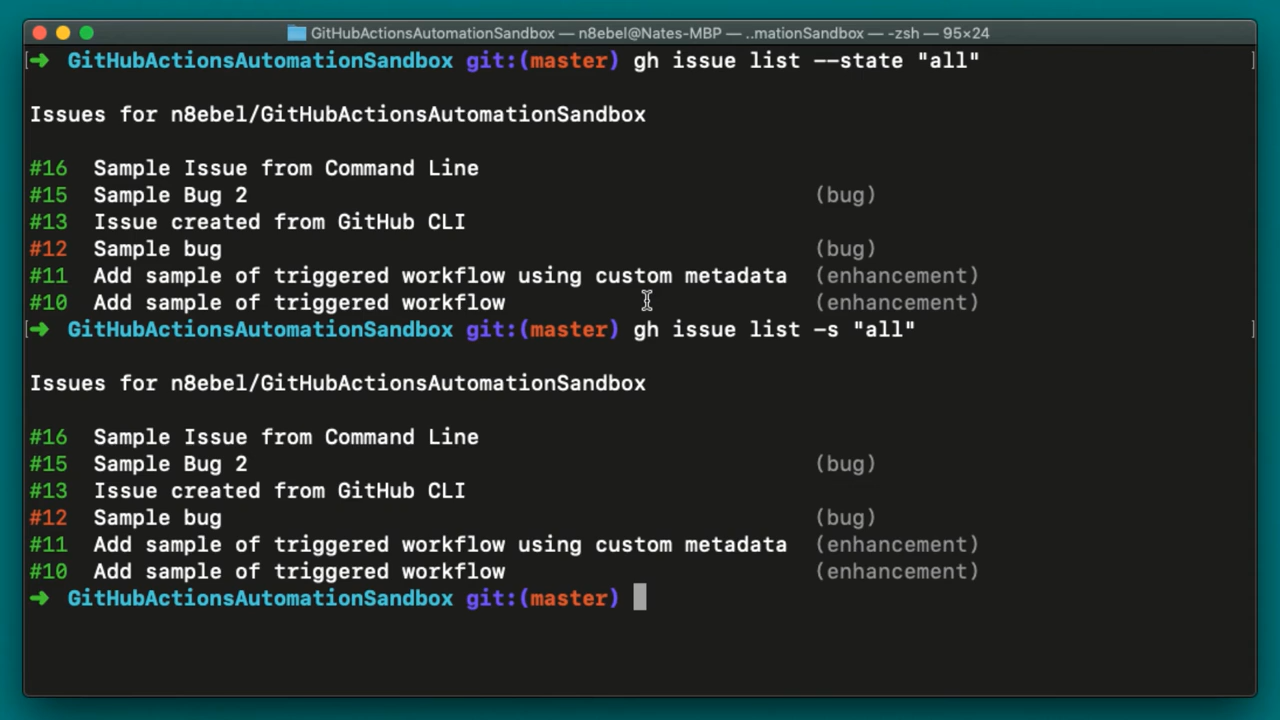 GitHubActionsAutomationSandbox — n8ebel@Nates-MBP — ..mationSandbox — -zsh — 95×24
[➜ GitHubActionsAutomationSandbox git:(master) gh issue list --state "all" ]
Issues for n8ebel/GitHubActionsAutomationSandbox
#16 Sample Issue from Command Line
#15 Sample Bug 2 (bug)
#13 Issue created from GitHub CLI
#12 Sample bug (bug)
#11 Add sample of triggered workflow using custom metadata (enhancement)
#10 Add sample of triggered workflow (enhancement)
[➜ GitHubActionsAutomationSandbox git:(master) gh issue list -s "all" ]
Issues for n8ebel/GitHubActionsAutomationSandbox
#16 Sample Issue from Command Line
#15 Sample Bug 2 (bug)
#13 Issue created from GitHub CLI
#12 Sample bug (bug)
#11 Add sample of triggered workflow using custom metadata (enhancement)
#10 Add sample of triggered workflow (enhancement)
➜ GitHubActionsAutomationSandbox git:(master)